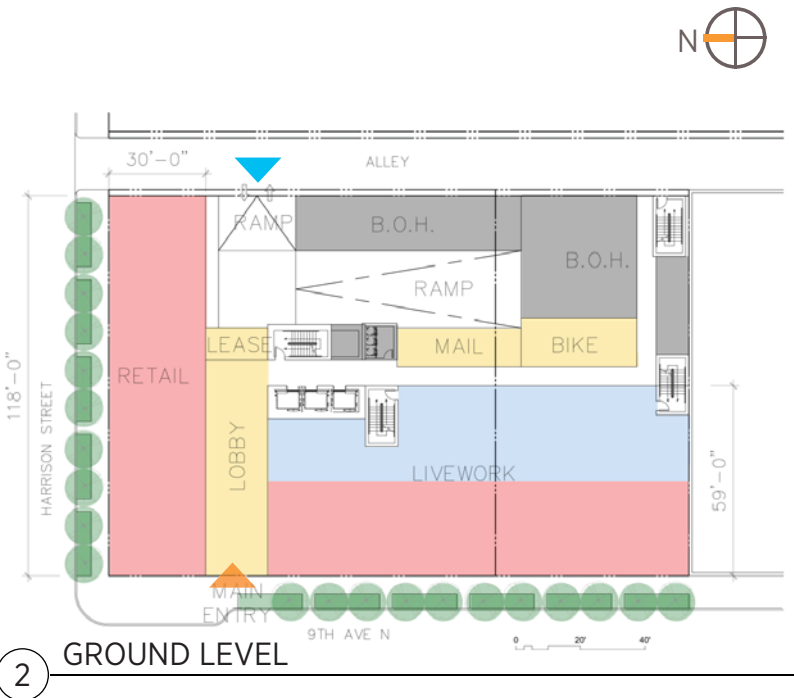 N
30'-0"
ALLEY
RAMP
B.O.H.
B.O.H.
RAMP
LEASE
MAIL
BIKE
RETAIL
118'-0"
HARRISON STREET
LOBBY
LIVEWORK
59'-0"
MAIN
ENTRY
9TH AVE N
0 20' 40'
2 GROUND LEVEL